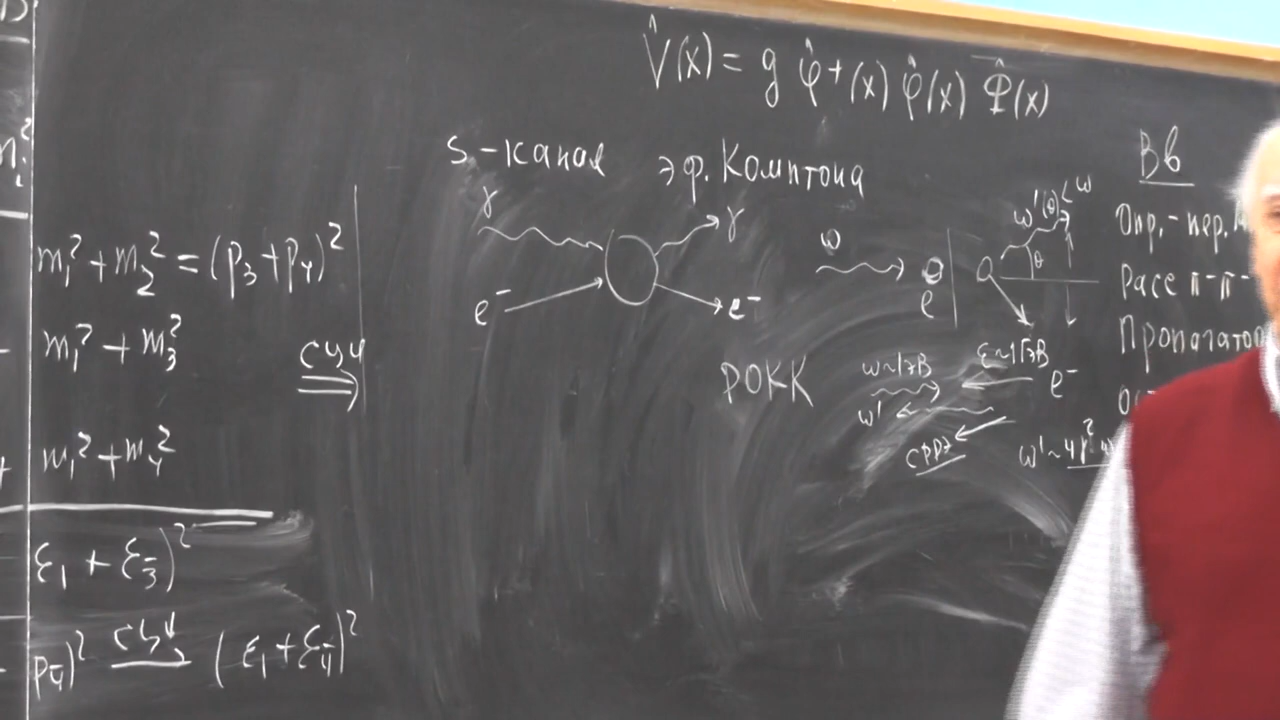 V̂(x) = g φ̂+(x) φ̂(x) Φ̂(x)
s-канал эф. Комптона
γ γ
e⁻ e⁻
ω e
ω'(θ) < ω
θ
РОКК
ω~1эВ ε~1ГэВ e⁻
ω'
ω'~4γ²ω
Вв
Опр.-пер.
Расс π⁻π⁻
m₁² + m₂² = (p₃+p₄)²
m₁² + m₃²
сцч
m₁² + m₄²
ε₁ + ε₃̄)²
p₄̄)² сцч (ε₁+ε₄̄)²